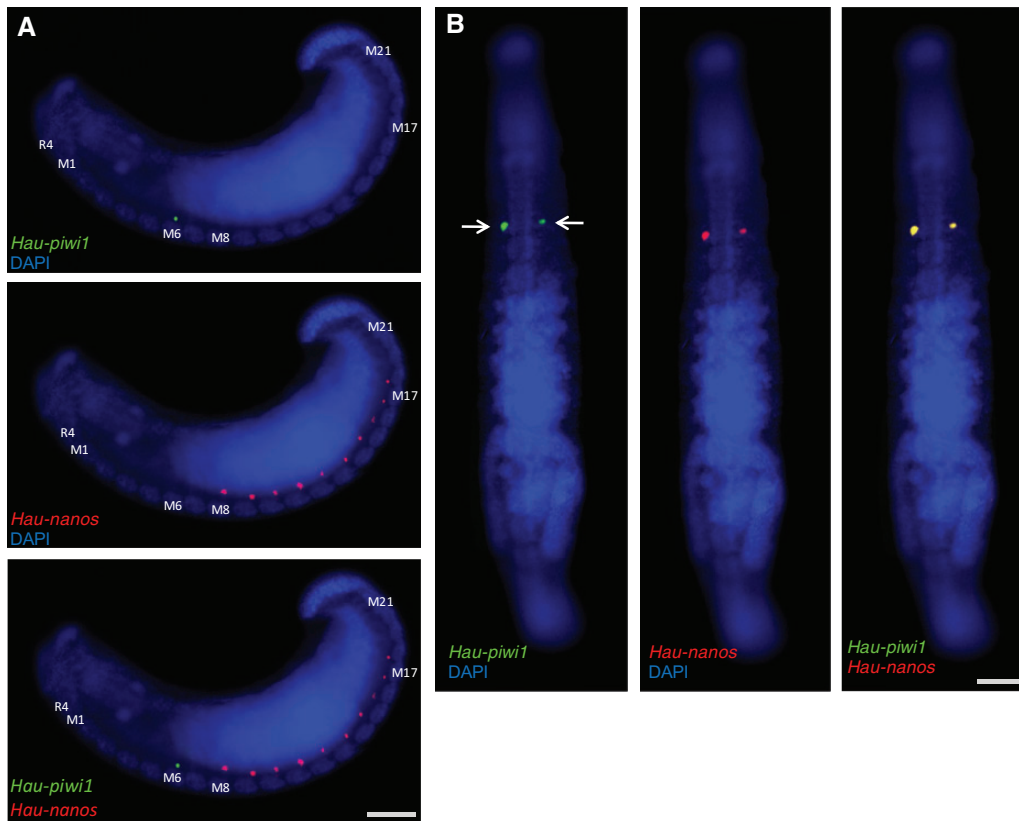 A
M21
M17
R4
M1
M6
M8
Hau-piwi1
DAPI
M21
M17
R4
M1
M6
M8
Hau-nanos
DAPI
M21
M17
R4
M1
M6
M8
Hau-piwi1
Hau-nanos
B
Hau-piwi1
DAPI
Hau-nanos
DAPI
Hau-piwi1
Hau-nanos